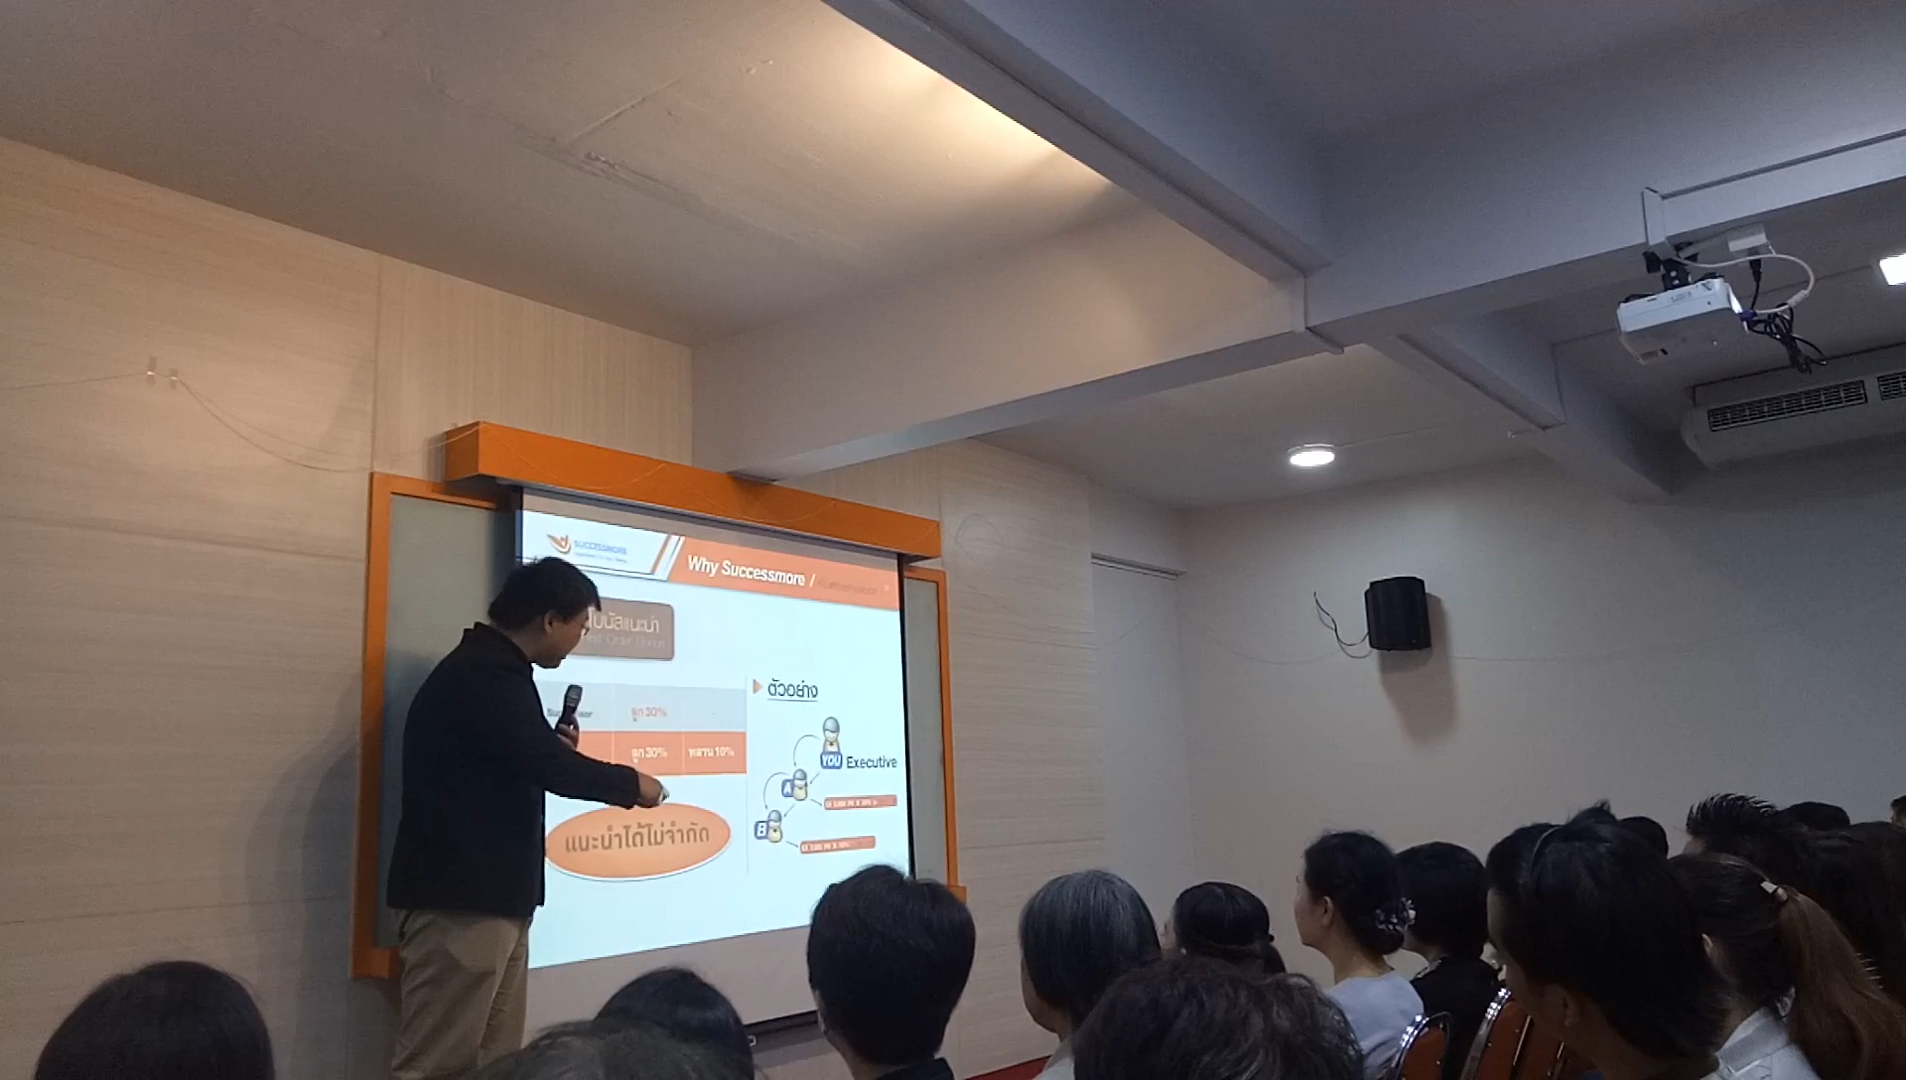 SUCCESSMORE
Why Successmore /
โบนัสแนะนำ
ลูก 30%
ลูก 30% หลาน 10%
แนะนำได้ไม่จำกัด
ตัวอย่าง
YOU Executive
A
B